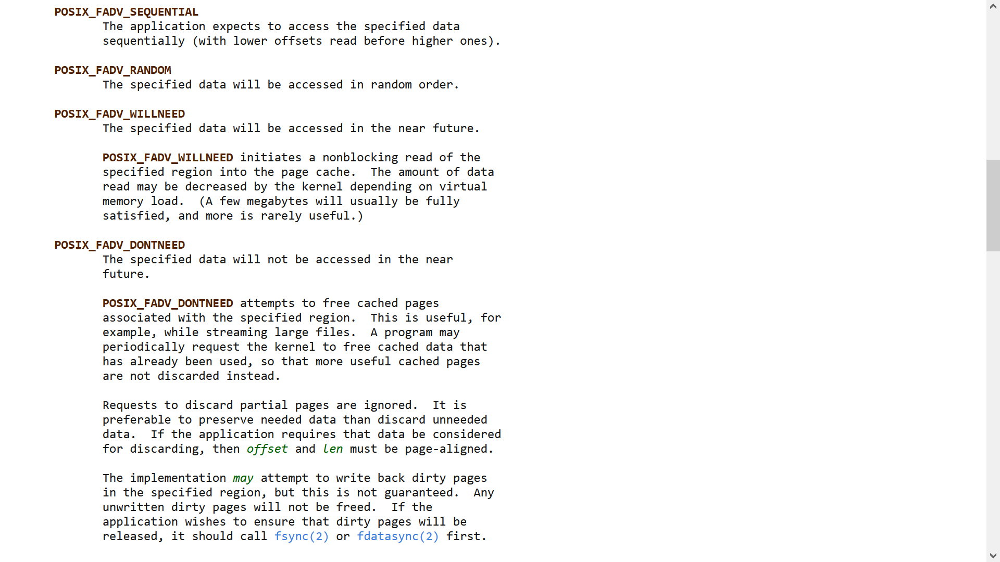 POSIX_FADV_SEQUENTIAL
The application expects to access the specified data
sequentially (with lower offsets read before higher ones).
POSIX_FADV_RANDOM
The specified data will be accessed in random order.
POSIX_FADV_WILLNEED
The specified data will be accessed in the near future.
POSIX_FADV_WILLNEED initiates a nonblocking read of the
specified region into the page cache.  The amount of data
read may be decreased by the kernel depending on virtual
memory load.  (A few megabytes will usually be fully
satisfied, and more is rarely useful.)
POSIX_FADV_DONTNEED
The specified data will not be accessed in the near
future.
POSIX_FADV_DONTNEED attempts to free cached pages
associated with the specified region.  This is useful, for
example, while streaming large files.  A program may
periodically request the kernel to free cached data that
has already been used, so that more useful cached pages
are not discarded instead.
Requests to discard partial pages are ignored.  It is
preferable to preserve needed data than discard unneeded
data.  If the application requires that data be considered
for discarding, then offset and len must be page-aligned.
The implementation may attempt to write back dirty pages
in the specified region, but this is not guaranteed.  Any
unwritten dirty pages will not be freed.  If the
application wishes to ensure that dirty pages will be
released, it should call fsync(2) or fdatasync(2) first.